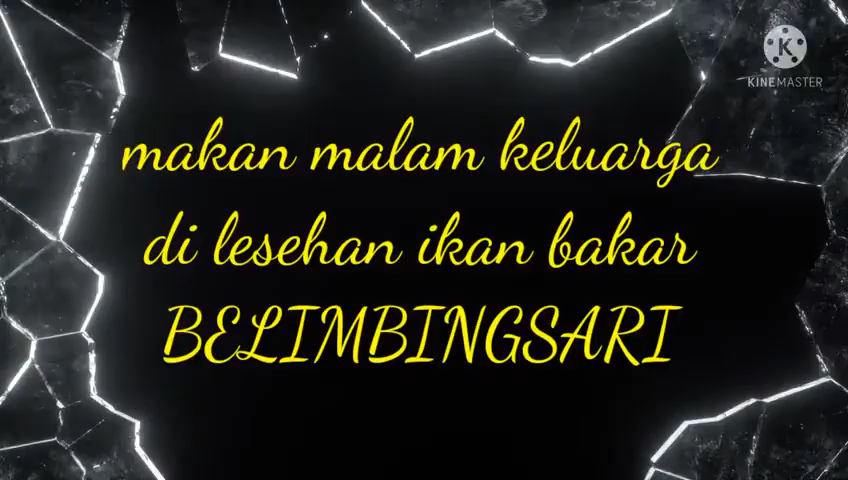 KINEMASTER
makan malam keluarga
di lesehan ikan bakar
BELIMBINGSARI